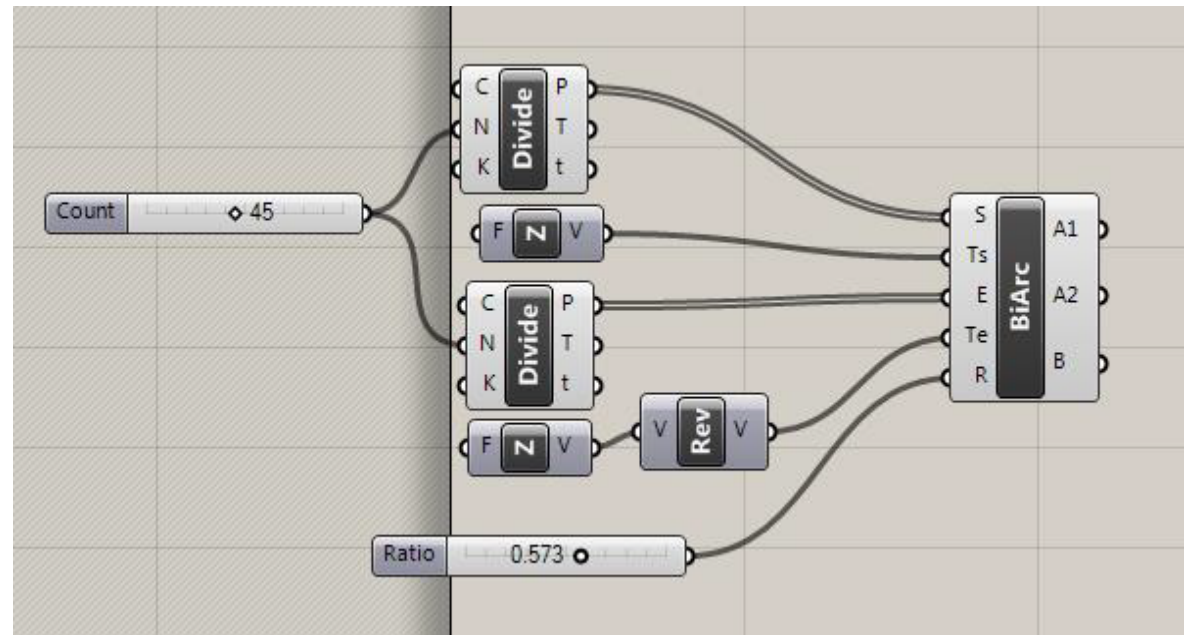 C P
N Divide T
K t
Count 45
F Z V
S A1
Ts
E BiArc A2
Te
R B
C P
N Divide T
K t
V Rev V
F Z V
Ratio 0.573